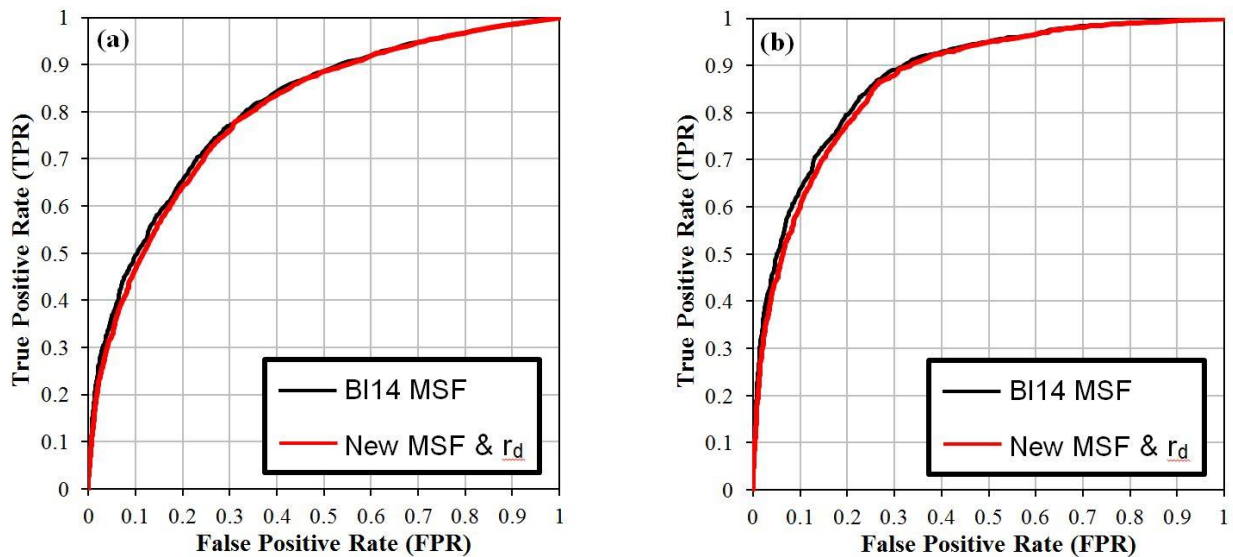 (a)
True Positive Rate (TPR)
1
0.9
0.8
0.7
0.6
0.5
0.4
0.3
0.2
0.1
0
BI14 MSF
New MSF & rd
0 0.1 0.2 0.3 0.4 0.5 0.6 0.7 0.8 0.9 1
False Positive Rate (FPR)
(b)
True Positive Rate (TPR)
1
0.9
0.8
0.7
0.6
0.5
0.4
0.3
0.2
0.1
0
BI14 MSF
New MSF & rd
0 0.1 0.2 0.3 0.4 0.5 0.6 0.7 0.8 0.9 1
False Positive Rate (FPR)